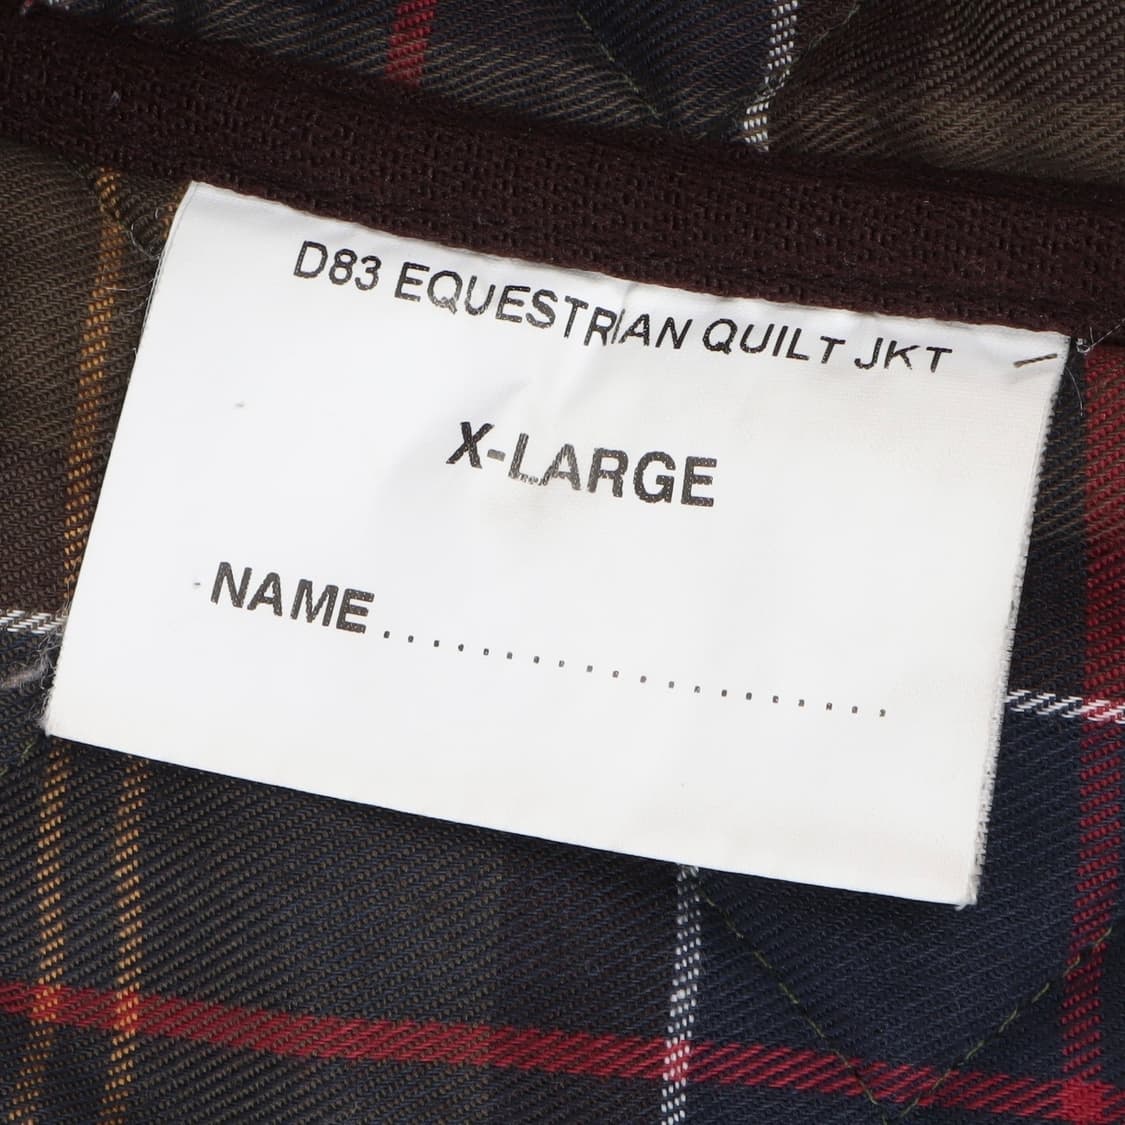 D83 EQUESTRIAN QUILT JKT
X-LARGE
NAME....................